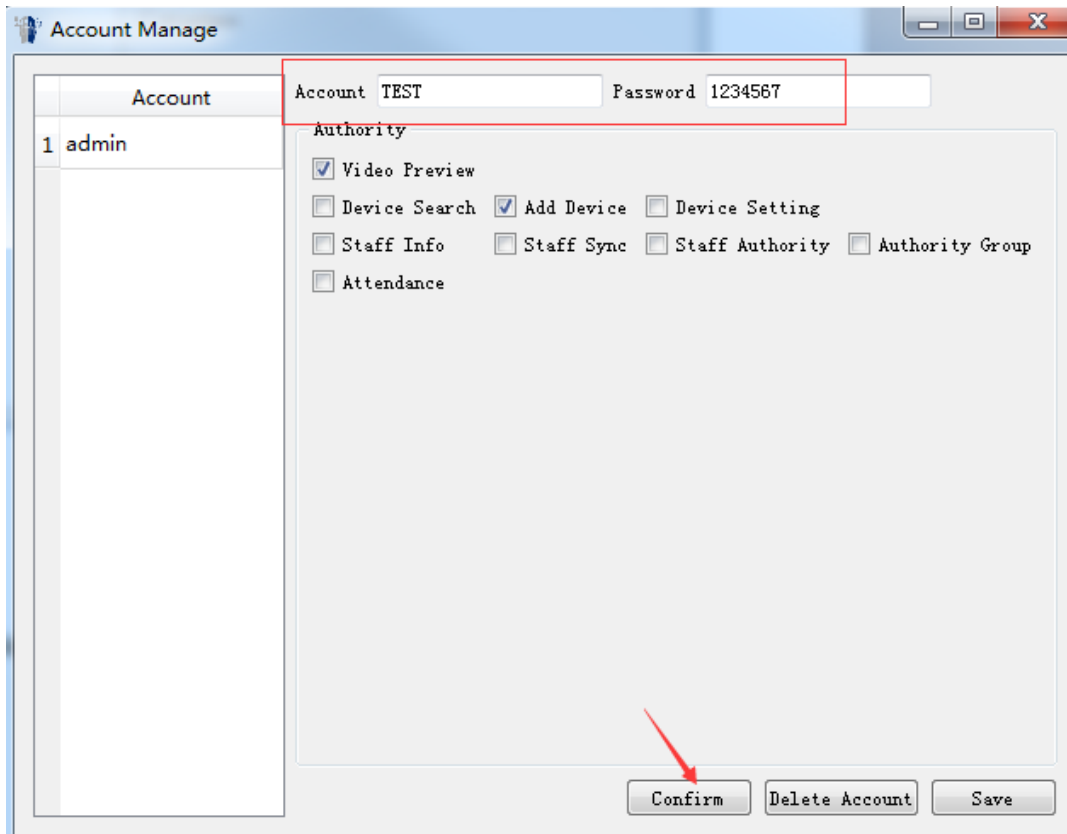 Account Manage
Account
1 admin
Account TEST Password 1234567
Authority
Video Preview
Device Search Add Device Device Setting
Staff Info Staff Sync Staff Authority Authority Group
Attendance
Confirm Delete Account Save